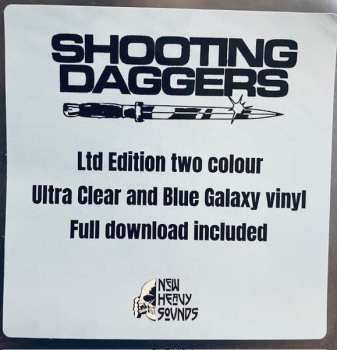 SHOOTING
DAGGERS
Ltd Edition two colour
Ultra Clear and Blue Galaxy vinyl
Full download included
NEW
HEAVY
SOUNDS